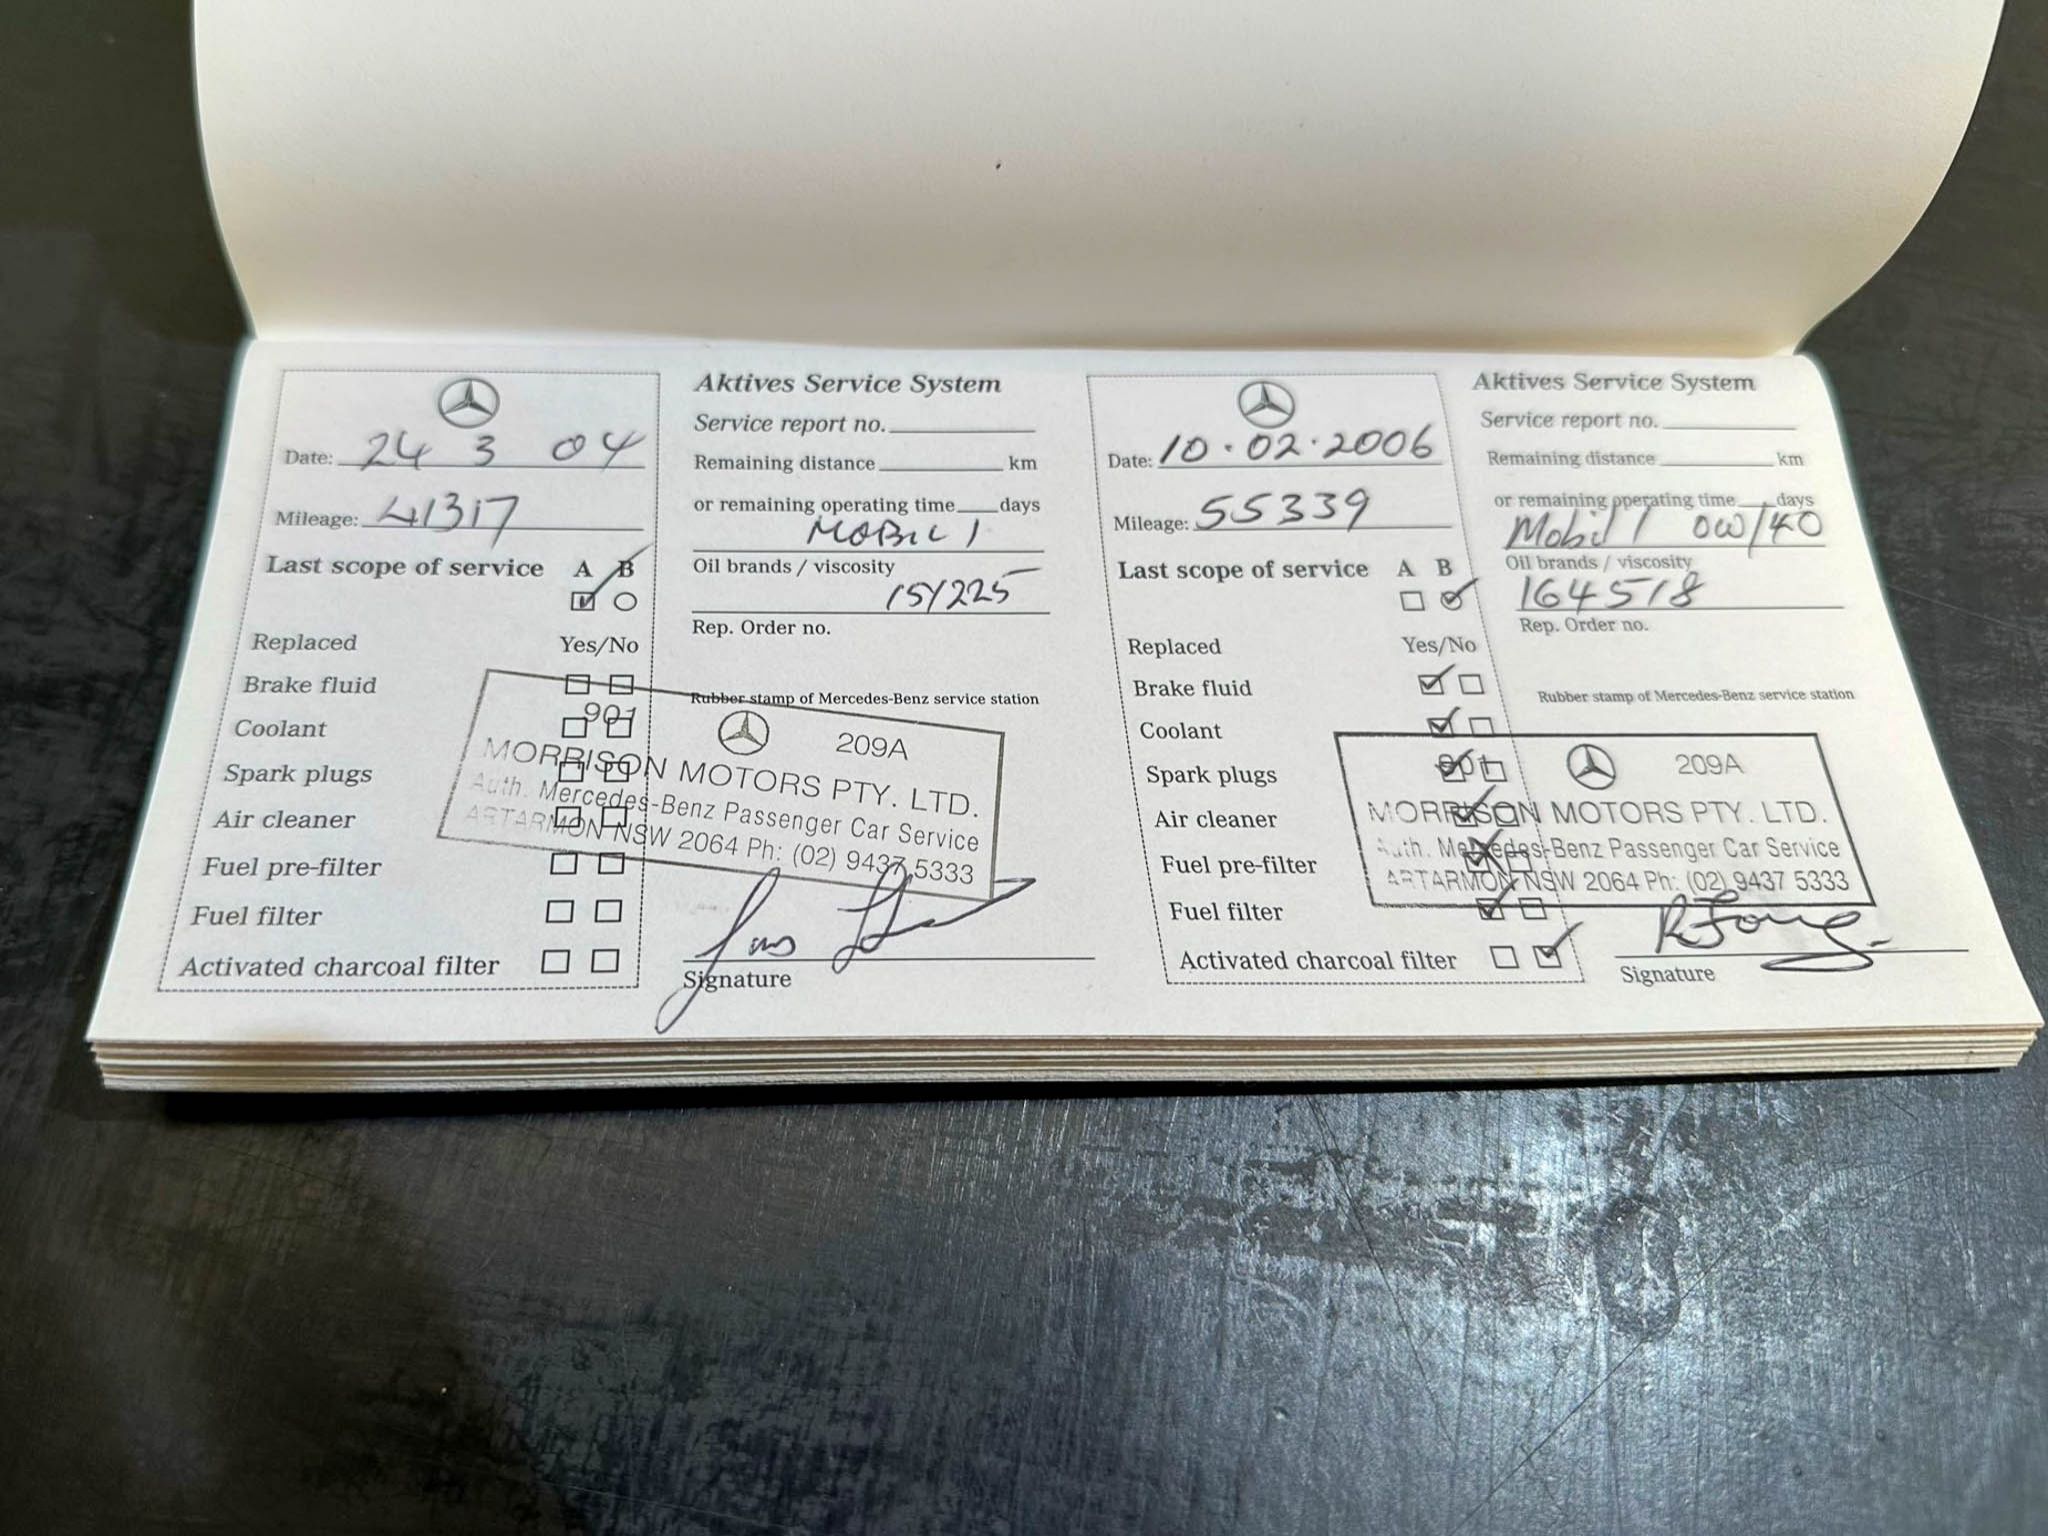 Date: 24 3 04
Mileage: 41317
Last scope of service A B
Replaced Yes/No
Brake fluid
Coolant
Spark plugs
Air cleaner
Fuel pre-filter
Fuel filter
Activated charcoal filter
Aktives Service System
Service report no.
Remaining distance km
or remaining operating time days
MOBIL 1
Oil brands / viscosity
151225
Rep. Order no.
Rubber stamp of Mercedes-Benz service station
901 209A
MORRISON MOTORS PTY. LTD.
Auth. Mercedes-Benz Passenger Car Service
ARTARMON NSW 2064 Ph: (02) 9437 5333
Signature
Date: 10.02.2006
Mileage: 55339
Last scope of service A B
Replaced Yes/No
Brake fluid
Coolant
Spark plugs
Air cleaner
Fuel pre-filter
Fuel filter
Activated charcoal filter
Aktives Service System
Service report no.
Remaining distance km
or remaining operating time days
Mobil 1 0W/40
Oil brands / viscosity
164518
Rep. Order no.
Rubber stamp of Mercedes-Benz service station
901 209A
MORRISON MOTORS PTY. LTD.
Auth. Mercedes-Benz Passenger Car Service
ARTARMON NSW 2064 Ph: (02) 9437 5333
Signature